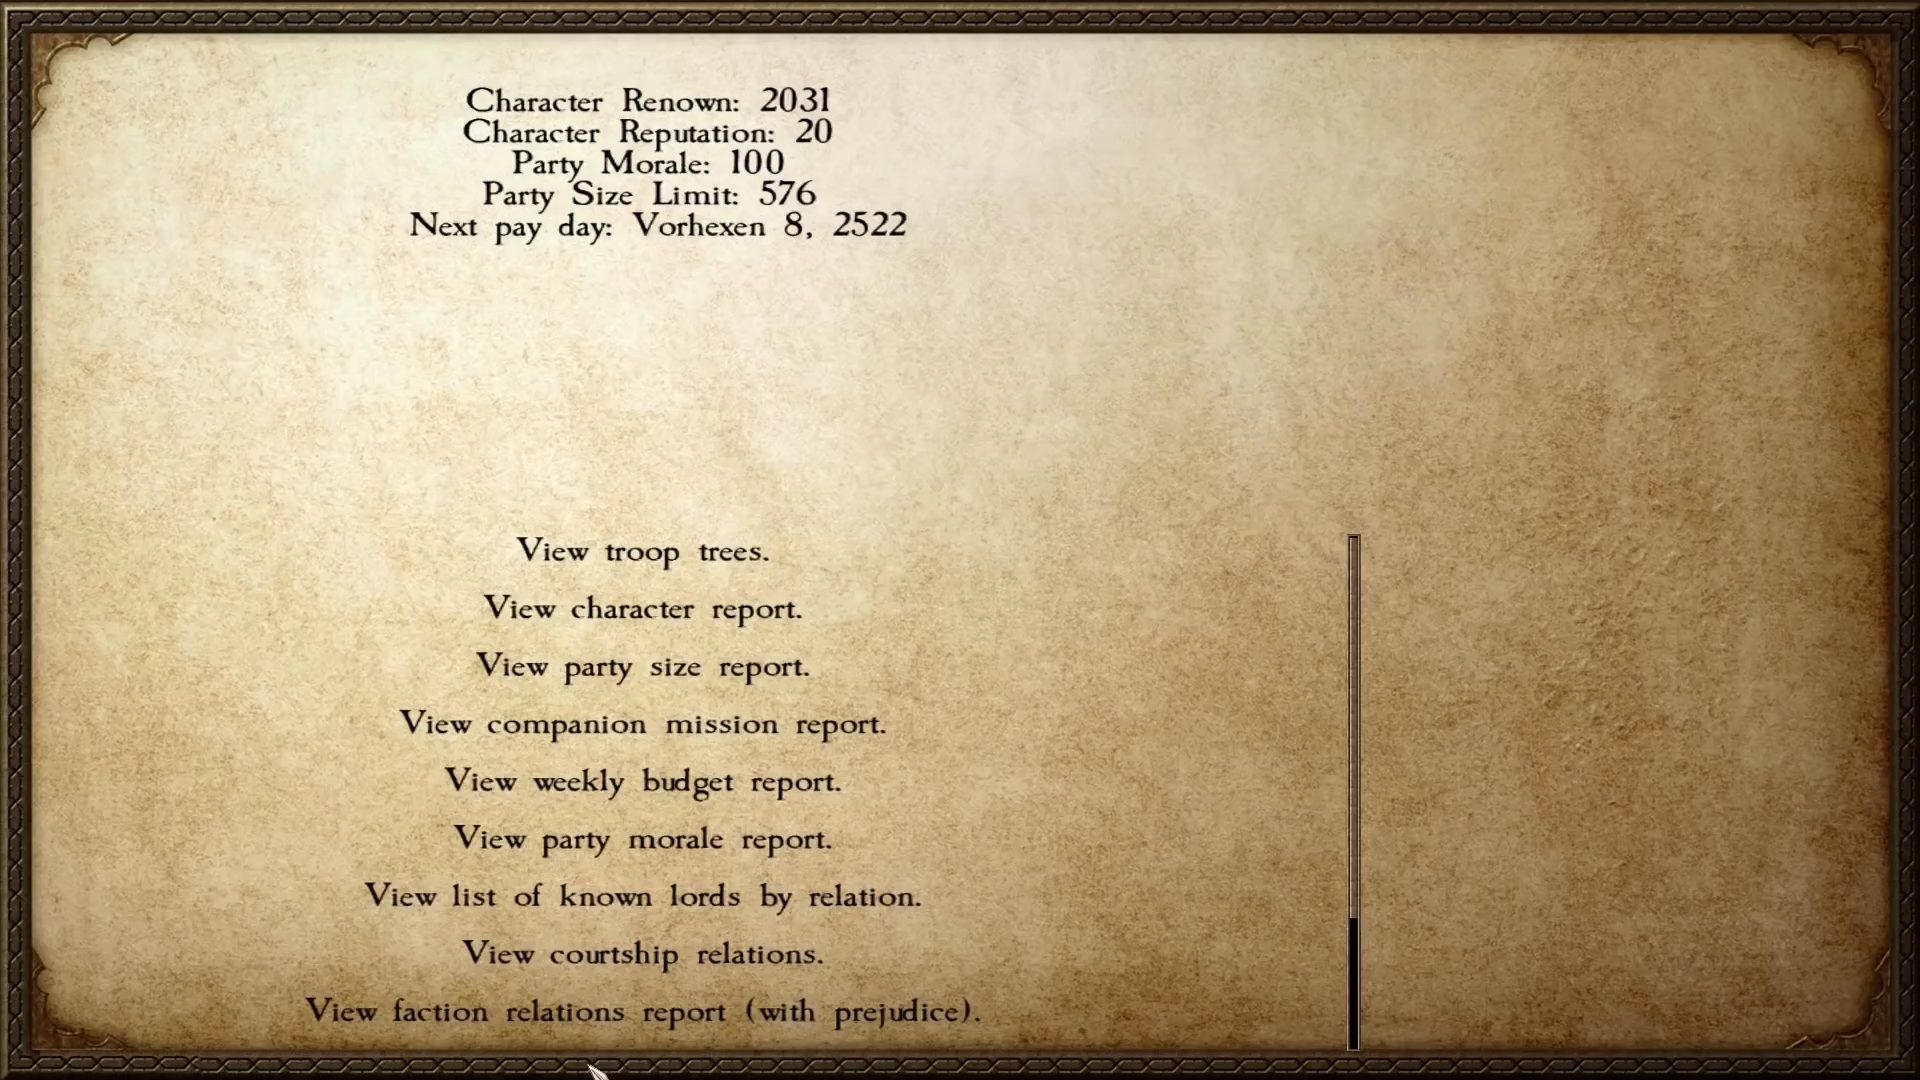 Character Renown: 2031
Character Reputation: 20
Party Morale: 100
Party Size Limit: 576
Next pay day: Vorhexen 8, 2522
View troop trees.
View character report.
View party size report.
View companion mission report.
View weekly budget report.
View party morale report.
View list of known lords by relation.
View courtship relations.
View faction relations report (with prejudice).